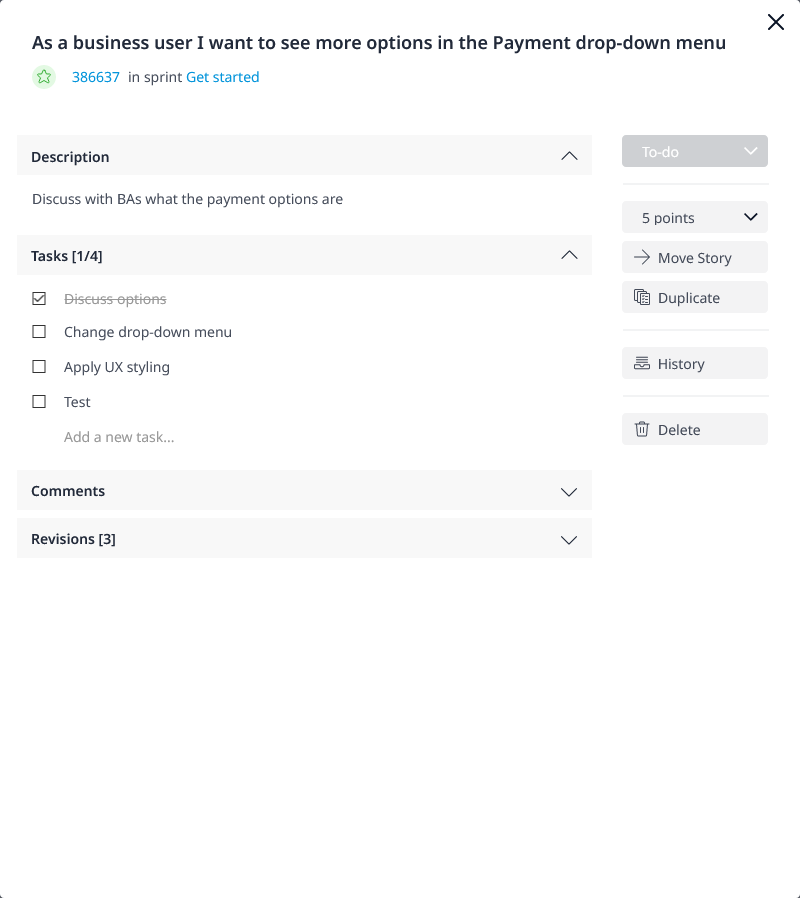 As a business user I want to see more options in the Payment drop-down menu
386637 in sprint Get started
Description
Discuss with BAs what the payment options are
Tasks [1/4]
Discuss options
Change drop-down menu
Apply UX styling
Test
Add a new task...
Comments
Revisions [3]
To-do
5 points
Move Story
Duplicate
History
Delete